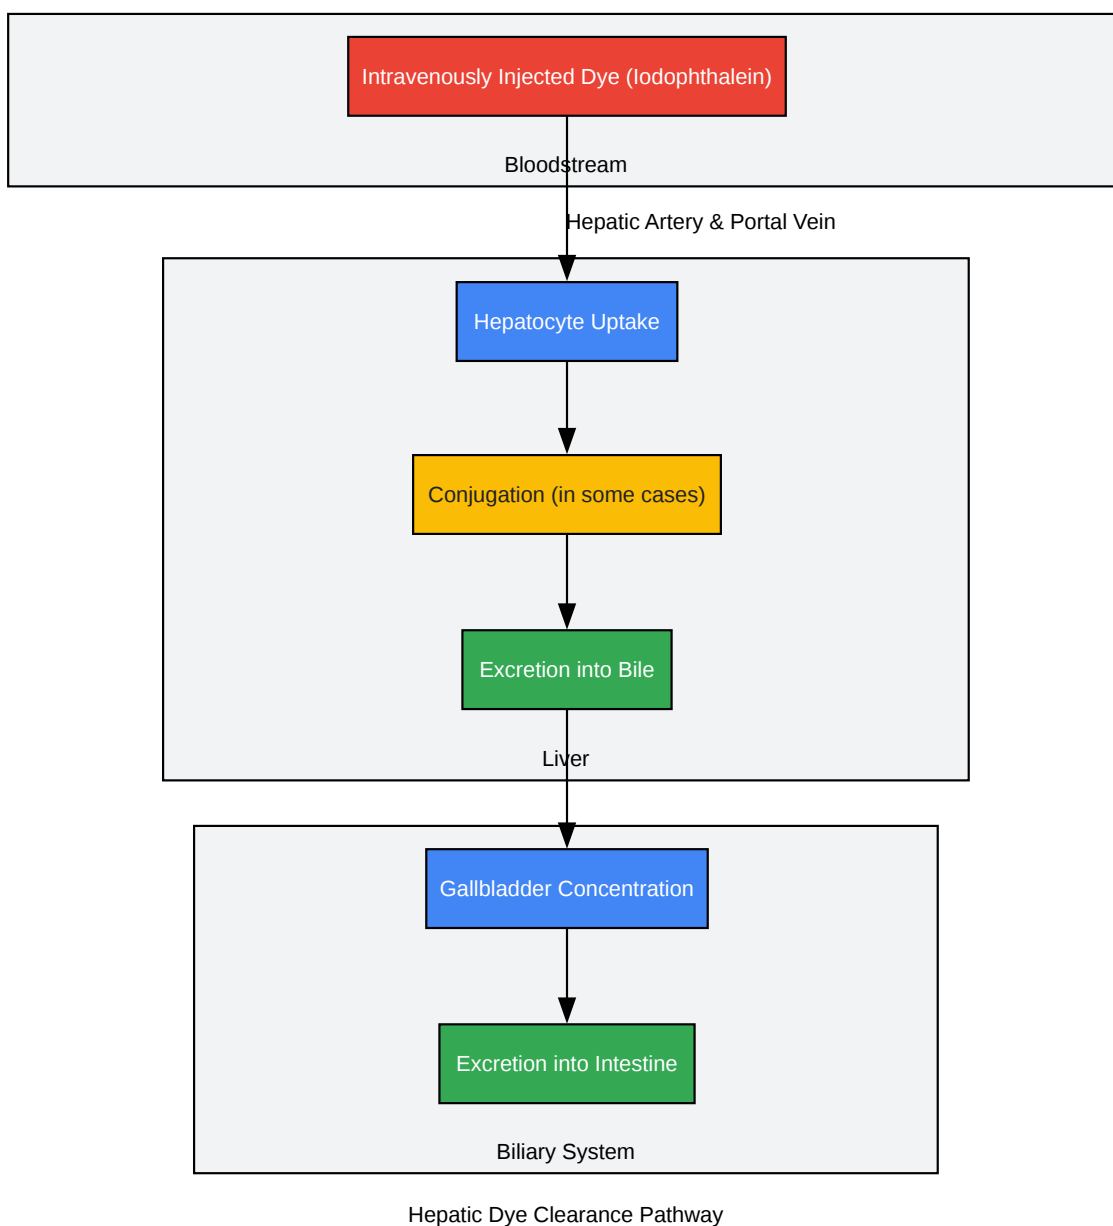 Intravenously Injected Dye (Iodophthalein)
Bloodstream
Hepatic Artery & Portal Vein
Hepatocyte Uptake
Conjugation (in some cases)
Excretion into Bile
Liver
Gallbladder Concentration
Excretion into Intestine
Biliary System
Hepatic Dye Clearance Pathway